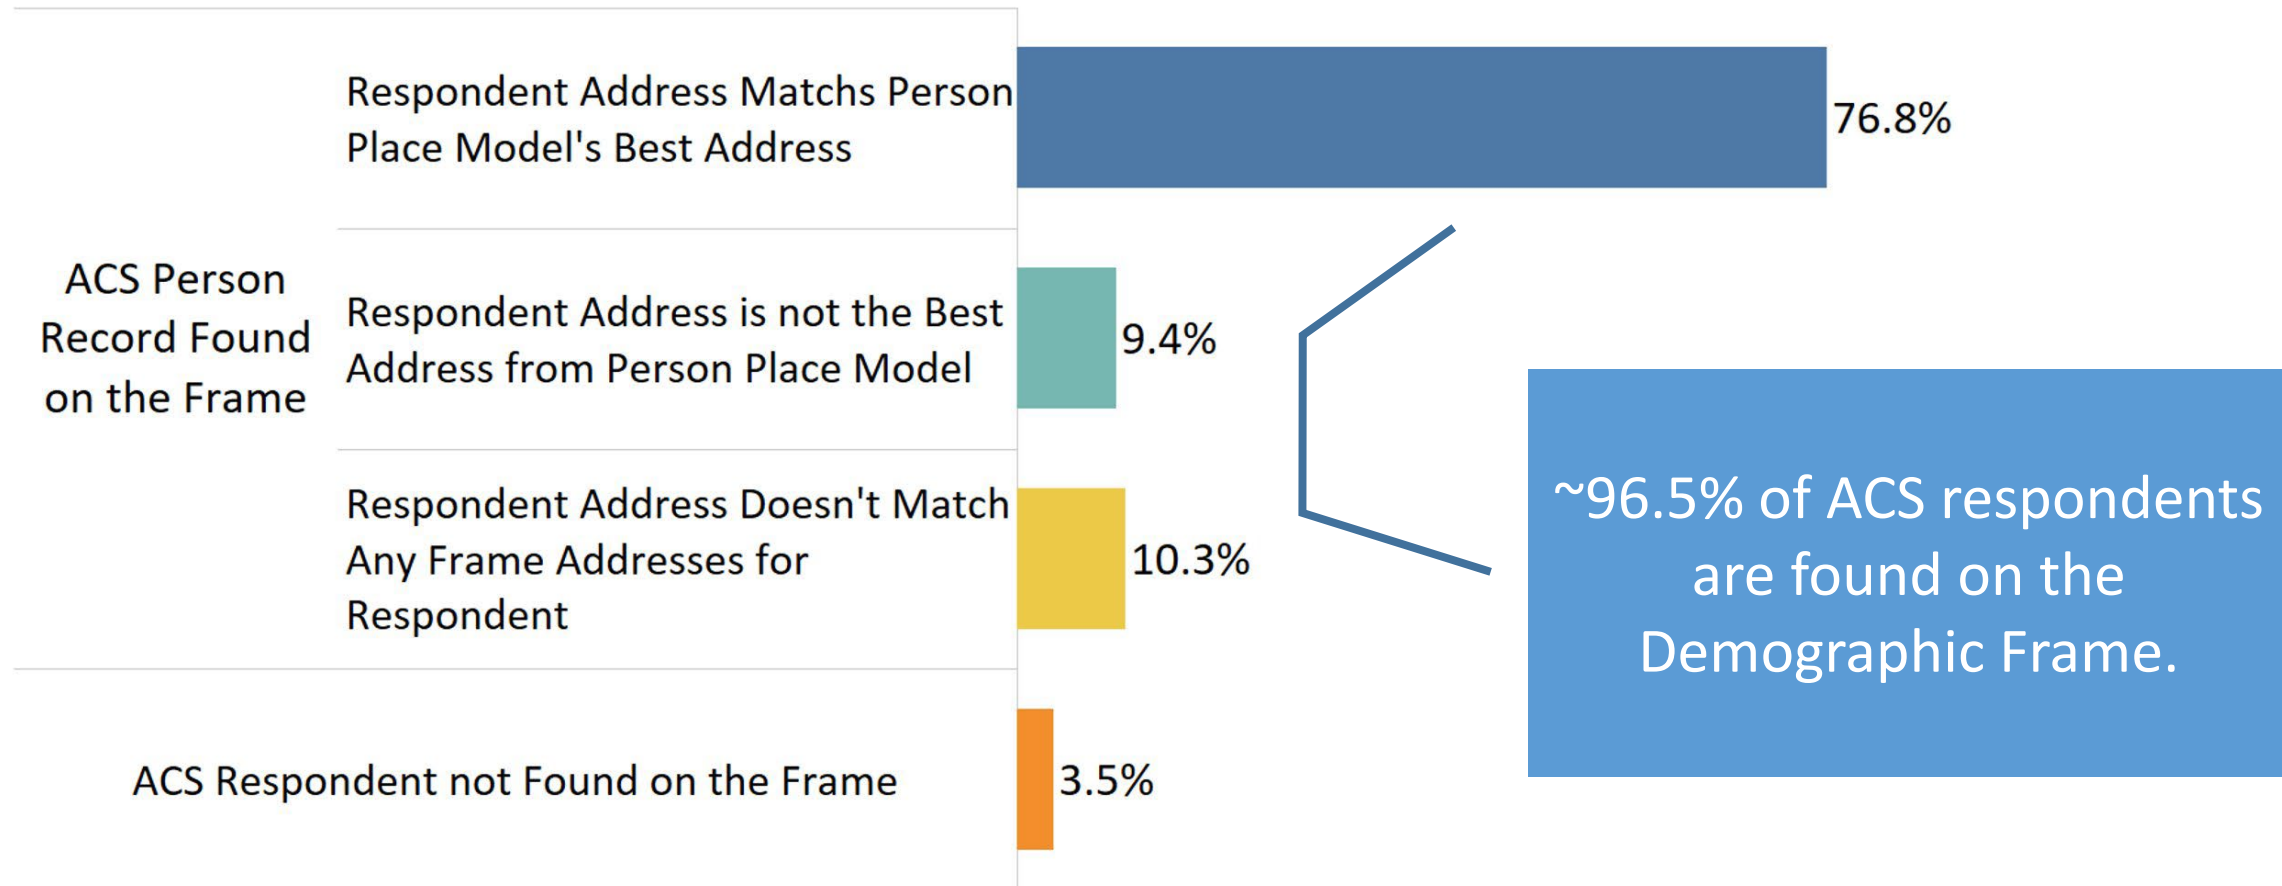 ACS Person
Record Found
on the Frame
Respondent Address Matchs Person
Place Model's Best Address
76.8%
Respondent Address is not the Best
Address from Person Place Model
9.4%
Respondent Address Doesn't Match
Any Frame Addresses for
Respondent
10.3%
ACS Respondent not Found on the Frame
3.5%
~96.5% of ACS respondents
are found on the
Demographic Frame.